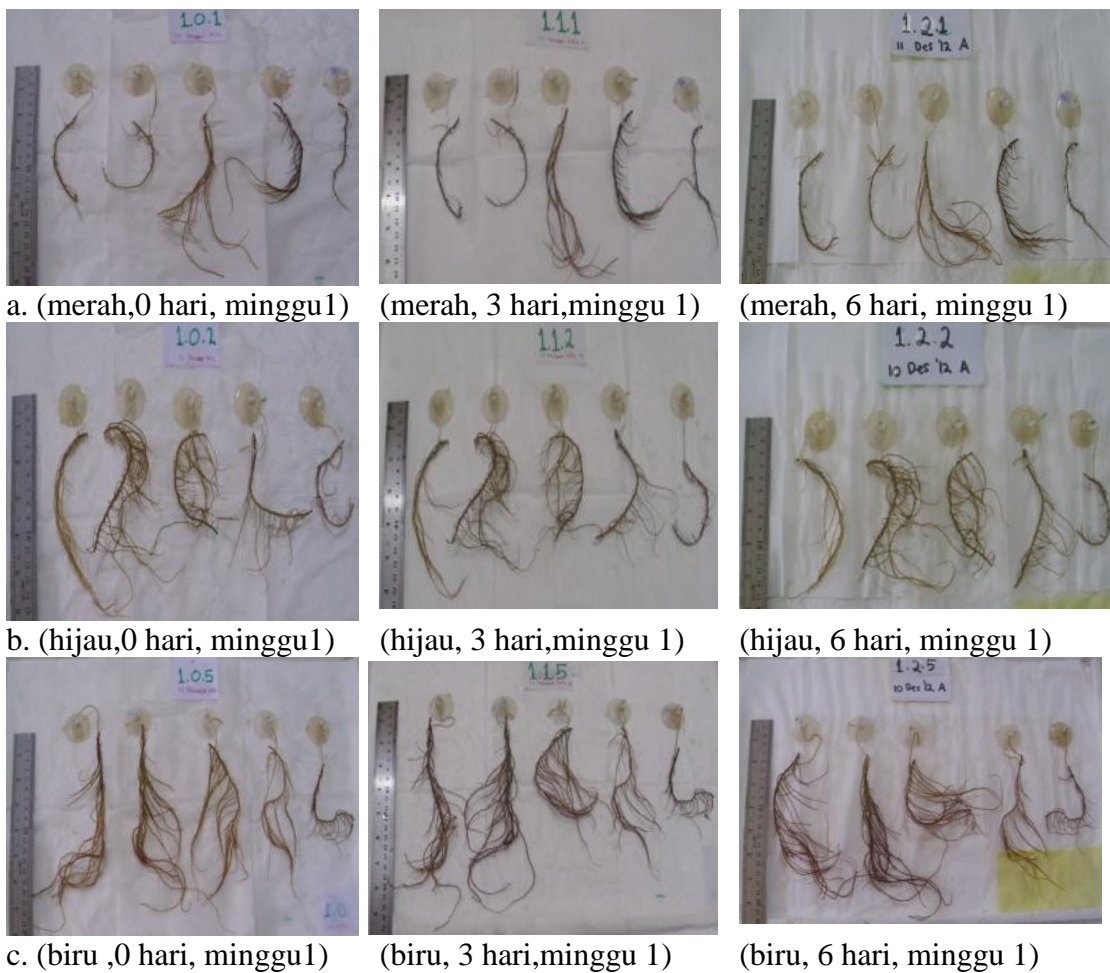 1.0.1
1.1.1
1.2.1
11 Des '12 A
a. (merah,0 hari, minggu1)
(merah, 3 hari,minggu 1)
(merah, 6 hari, minggu 1)
1.0.2
1.1.2
1.2.2
10 Des '12 A
b. (hijau,0 hari, minggu1)
(hijau, 3 hari,minggu 1)
(hijau, 6 hari, minggu 1)
1.0.5
1.1.5
1.2.5
10 Des '12 A
c. (biru ,0 hari, minggu1)
(biru, 3 hari,minggu 1)
(biru, 6 hari, minggu 1)